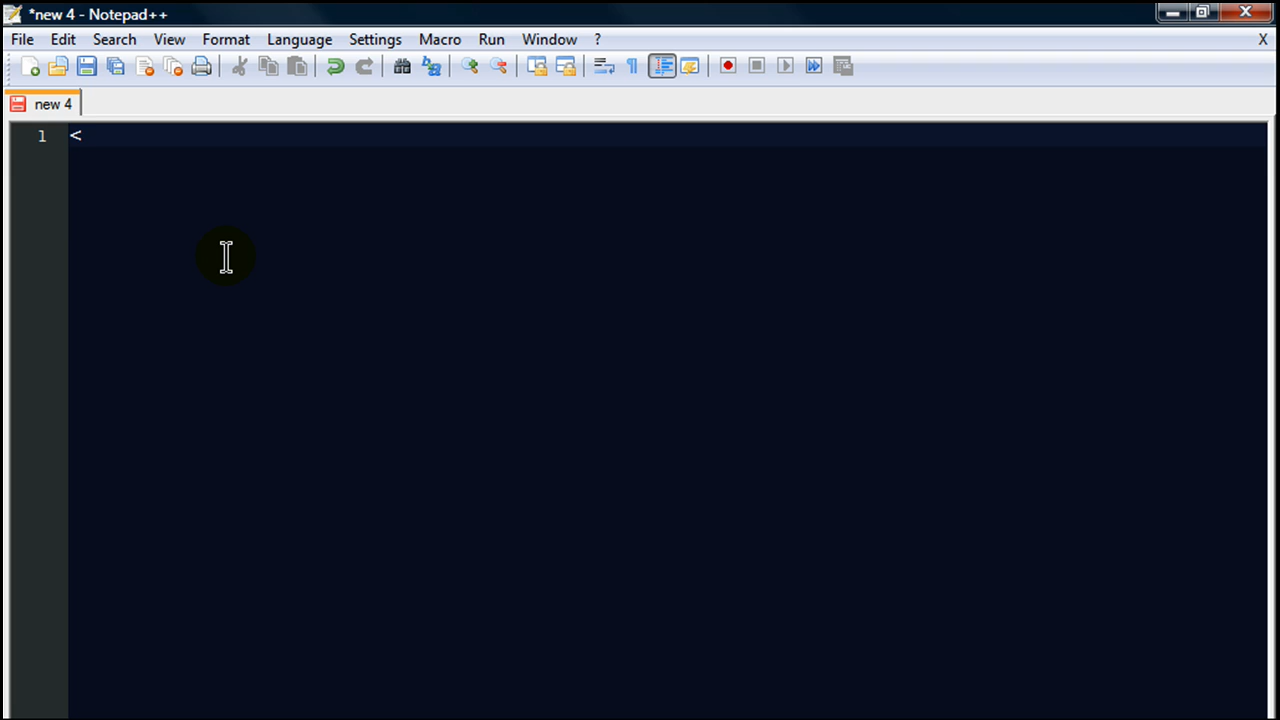 *new 4 - Notepad++
File Edit Search View Format Language Settings Macro Run Window ? X
new 4
1 <